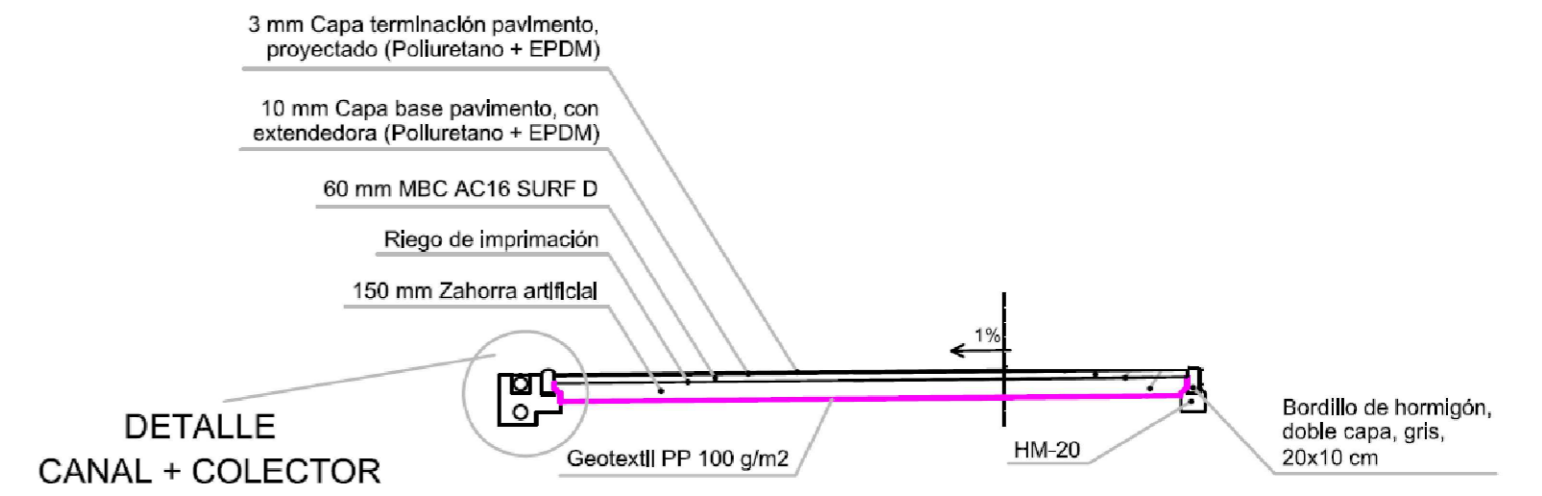 3 mm Capa terminación pavimento,
proyectado (Poliuretano + EPDM)
10 mm Capa base pavimento, con
extendedora (Poliuretano + EPDM)
60 mm MBC AC16 SURF D
Riego de imprimación
150 mm Zahorra artificial
1%
DETALLE
CANAL + COLECTOR
Geotextil PP 100 g/m2
HM-20
Bordillo de hormigón,
doble capa, gris,
20x10 cm